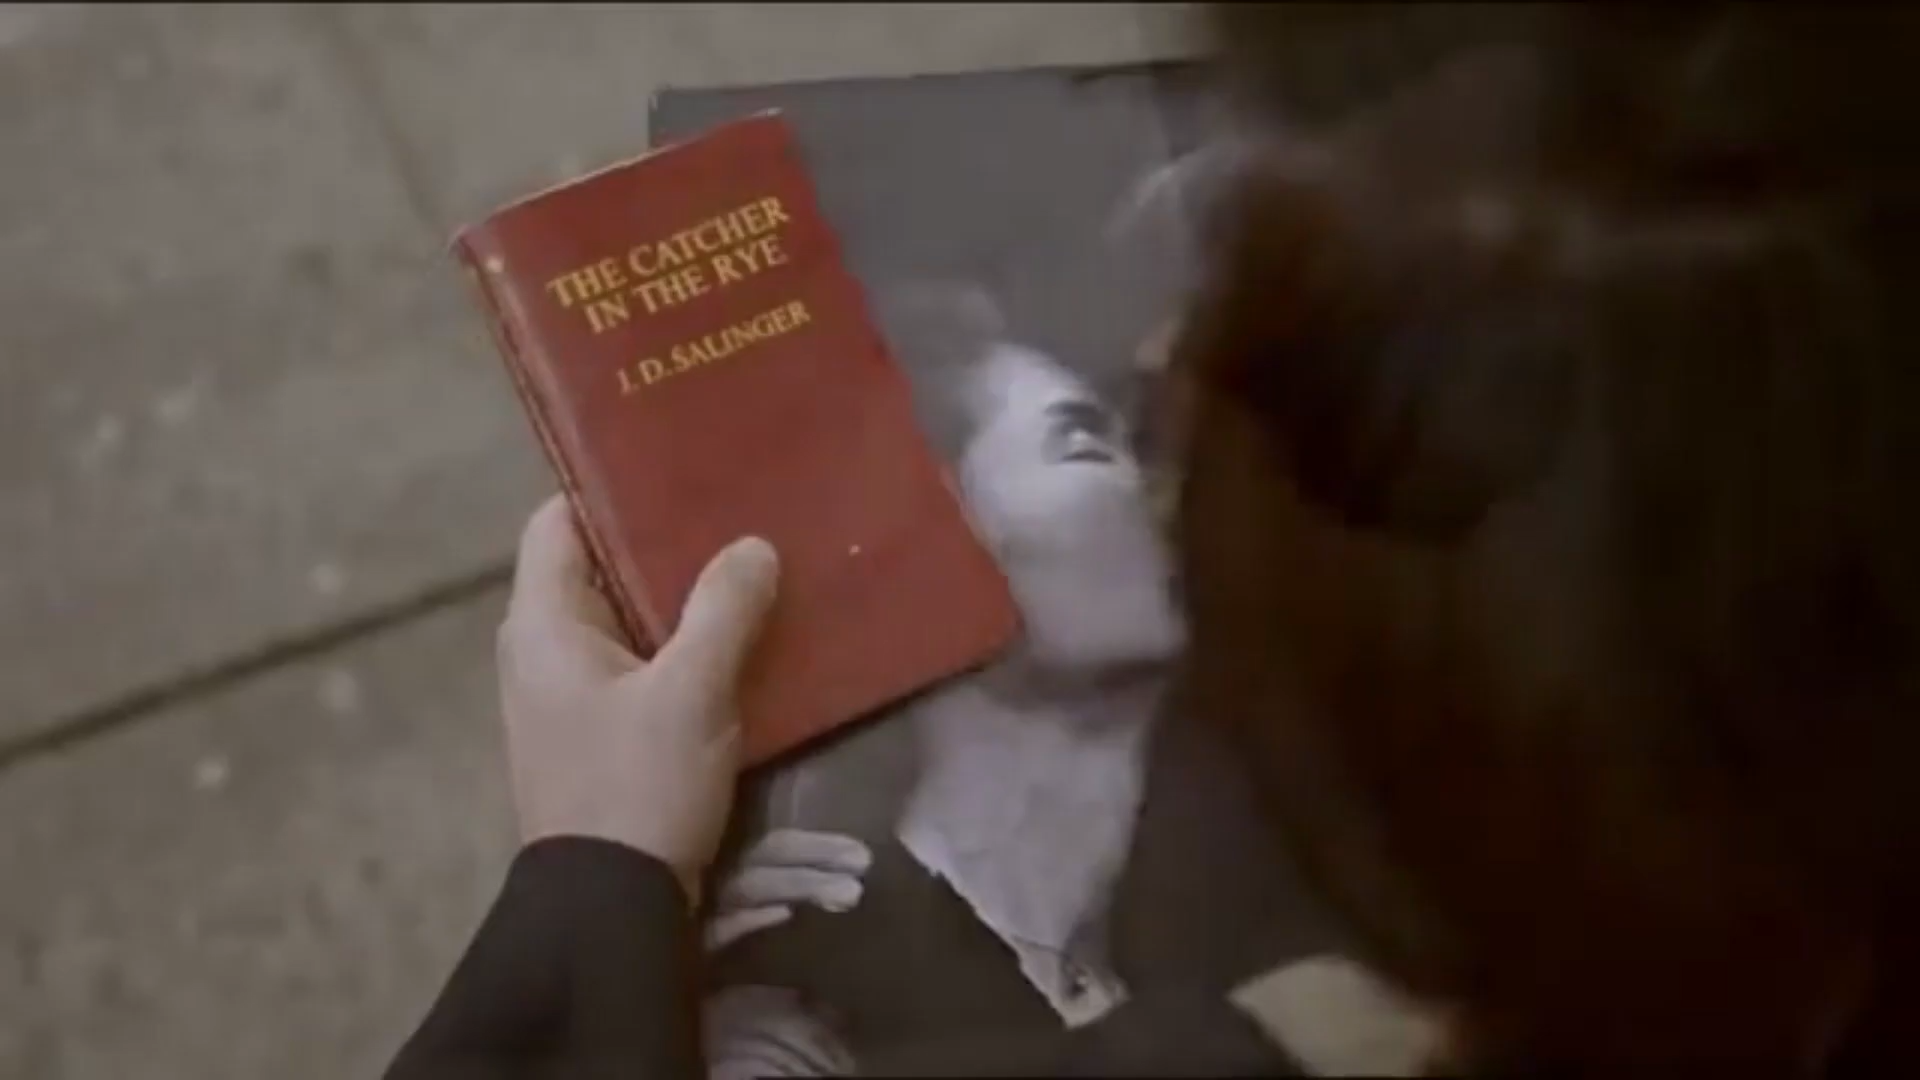 THE CATCHER
IN THE RYE
J. D. SALINGER